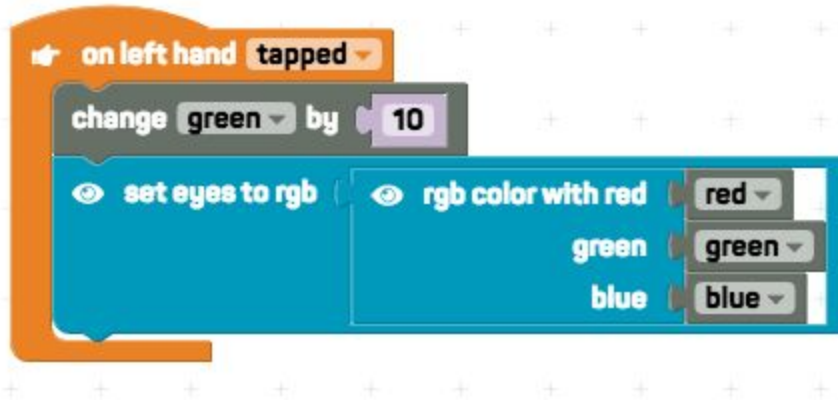 on left hand tapped
change green by 10
set eyes to rgb rgb color with red red
green green
blue blue